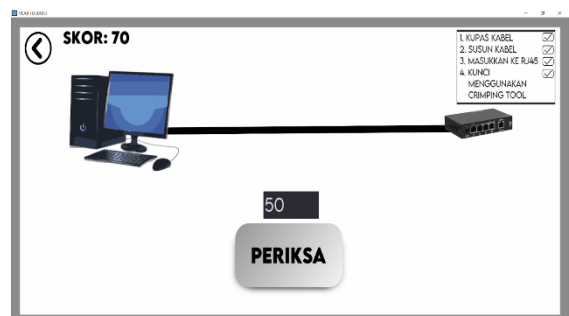 SKOR: 70
1. KUPAS KABEL
2. SUSUN KABEL
3. MASUKKAN KE RJ45
4. KUNCI
MENGGUNAKAN
CRIMPING TOOL
50
PERIKSA